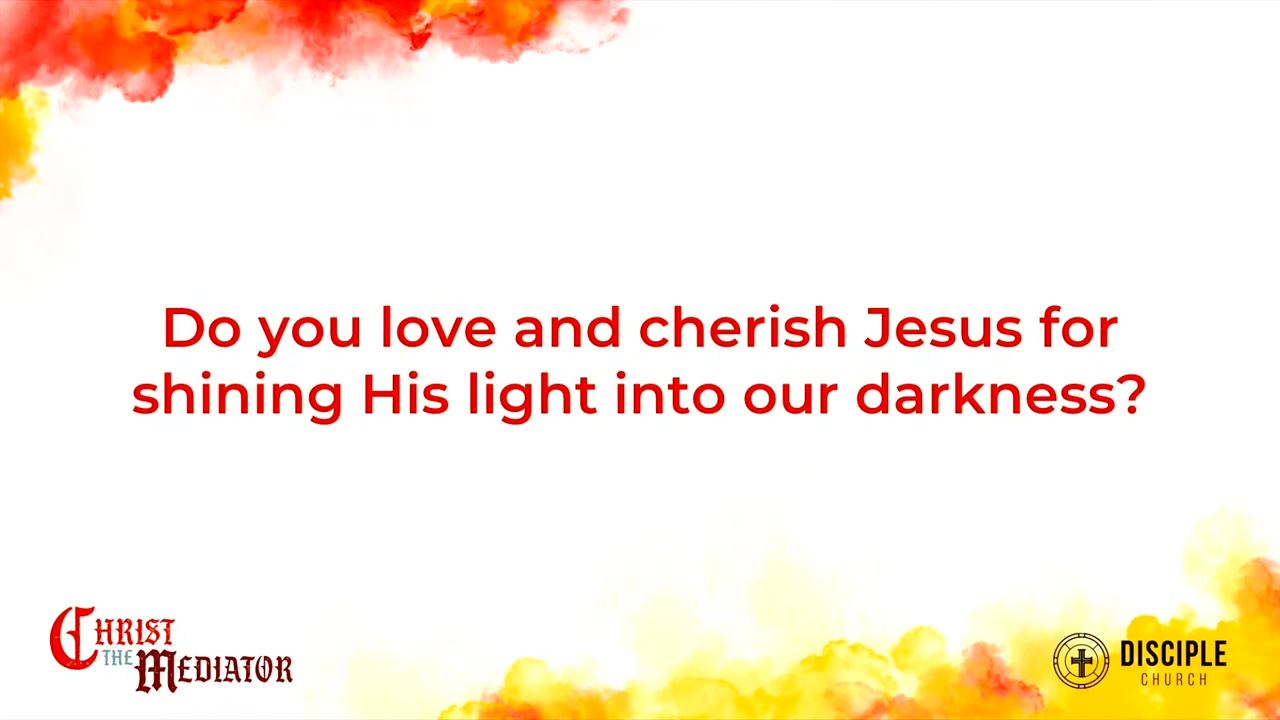 Do you love and cherish Jesus for
shining His light into our darkness?
CHRIST
THE MEDIATOR
DISCIPLE
CHURCH